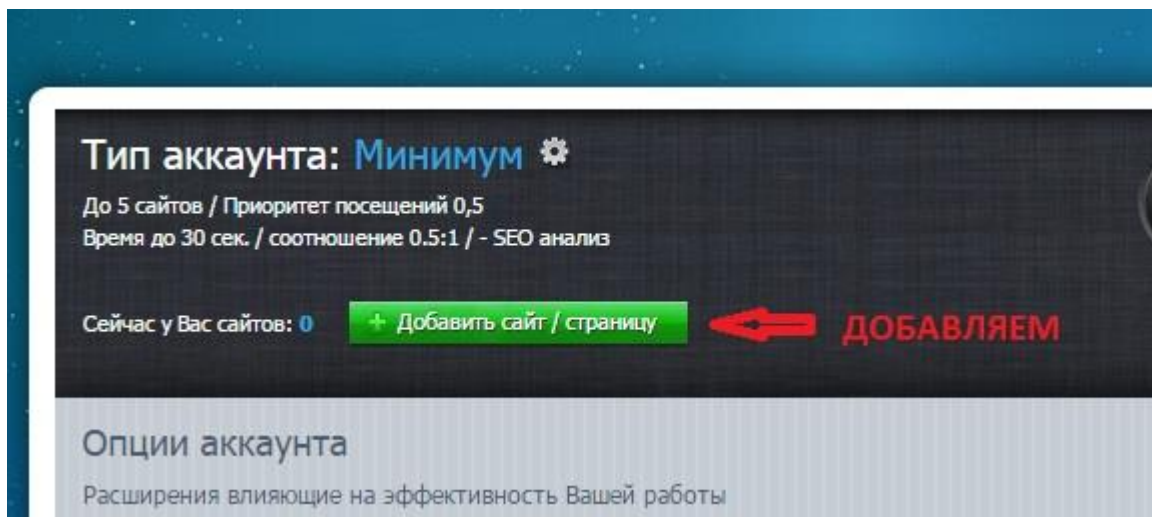 Тип аккаунта: Минимум
До 5 сайтов / Приоритет посещений 0,5
Время до 30 сек. / соотношение 0.5:1 / - SEO анализ
Сейчас у Вас сайтов: 0 + Добавить сайт / страницу ДОБАВЛЯЕМ
Опции аккаунта
Расширения влияющие на эффективность Вашей работы